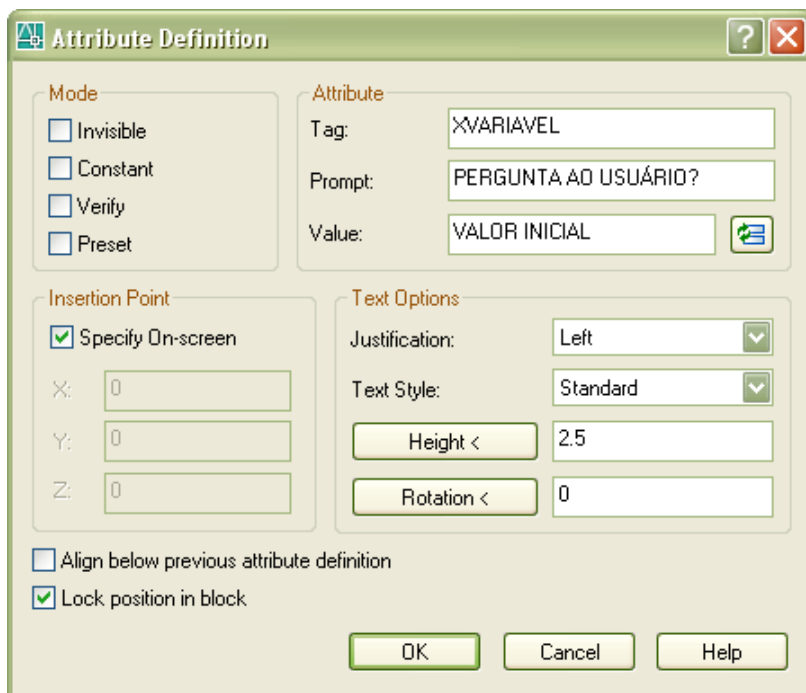 Attribute Definition
Mode
Invisible
Constant
Verify
Preset
Attribute
Tag: XVARIAVEL
Prompt: PERGUNTA AO USUÁRIO?
Value: VALOR INICIAL
Insertion Point
Specify On-screen
X: 0
Y: 0
Z: 0
Text Options
Justification: Left
Text Style: Standard
Height < 2.5
Rotation < 0
Align below previous attribute definition
Lock position in block
OK Cancel Help